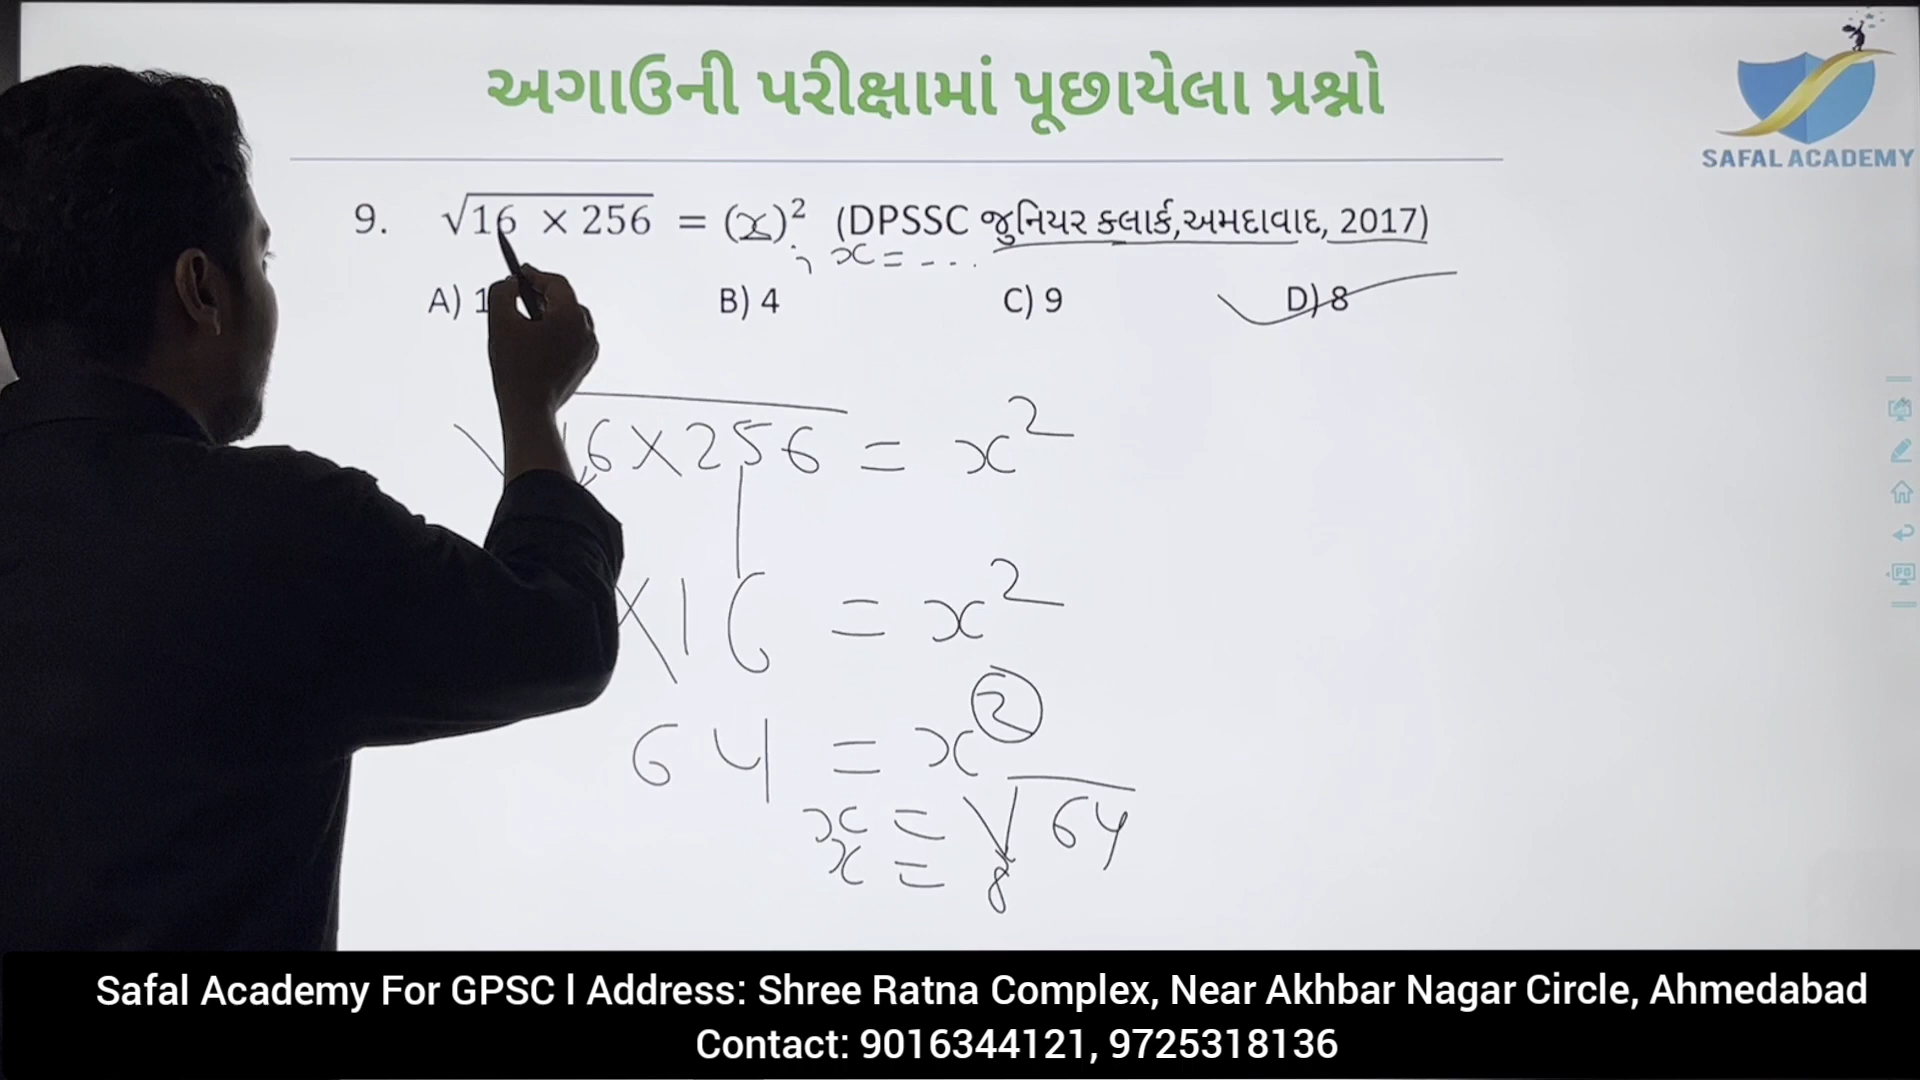 અગાઉની પરીક્ષામાં પૂછાયેલા પ્રશ્નો
SAFAL ACADEMY
9. √16 × 256 = (x)² (DPSSC જુનિયર ક્લાર્ક,અમદાવાદ, 2017)
; x = - - - .
A) 1 B) 4 C) 9 D) 8
√16 × 256 = x²
× 16 = x²
64 = x²
x = √64
x = 8
Safal Academy For GPSC l Address: Shree Ratna Complex, Near Akhbar Nagar Circle, Ahmedabad
Contact: 9016344121, 9725318136